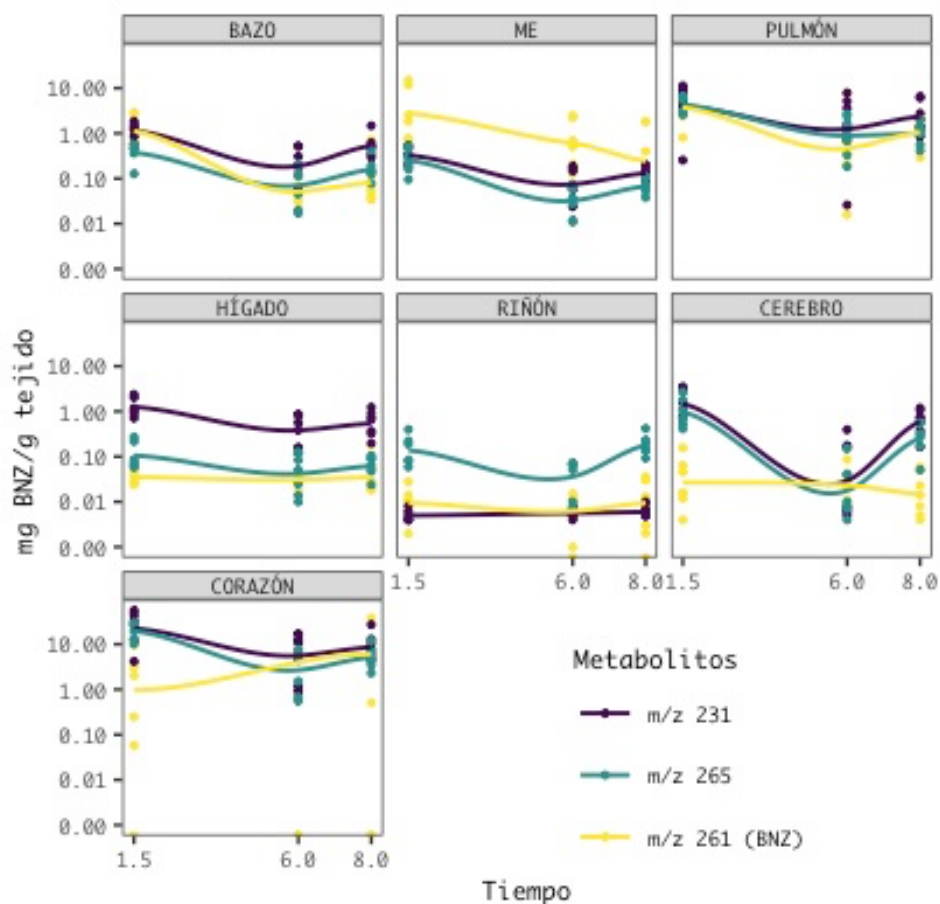 BAZO
ME
PULMÓN
10.00
1.00
0.10
0.01
0.00
HÍGADO
RIÑÓN
CEREBRO
10.00
1.00
0.10
0.01
0.00
1.5 6.0 8.0
1.5 6.0 8.0
CORAZÓN
10.00
1.00
0.10
0.01
0.00
1.5 6.0 8.0
mg BNZ/g tejido
Tiempo
Metabolitos
m/z 231
m/z 265
m/z 261 (BNZ)